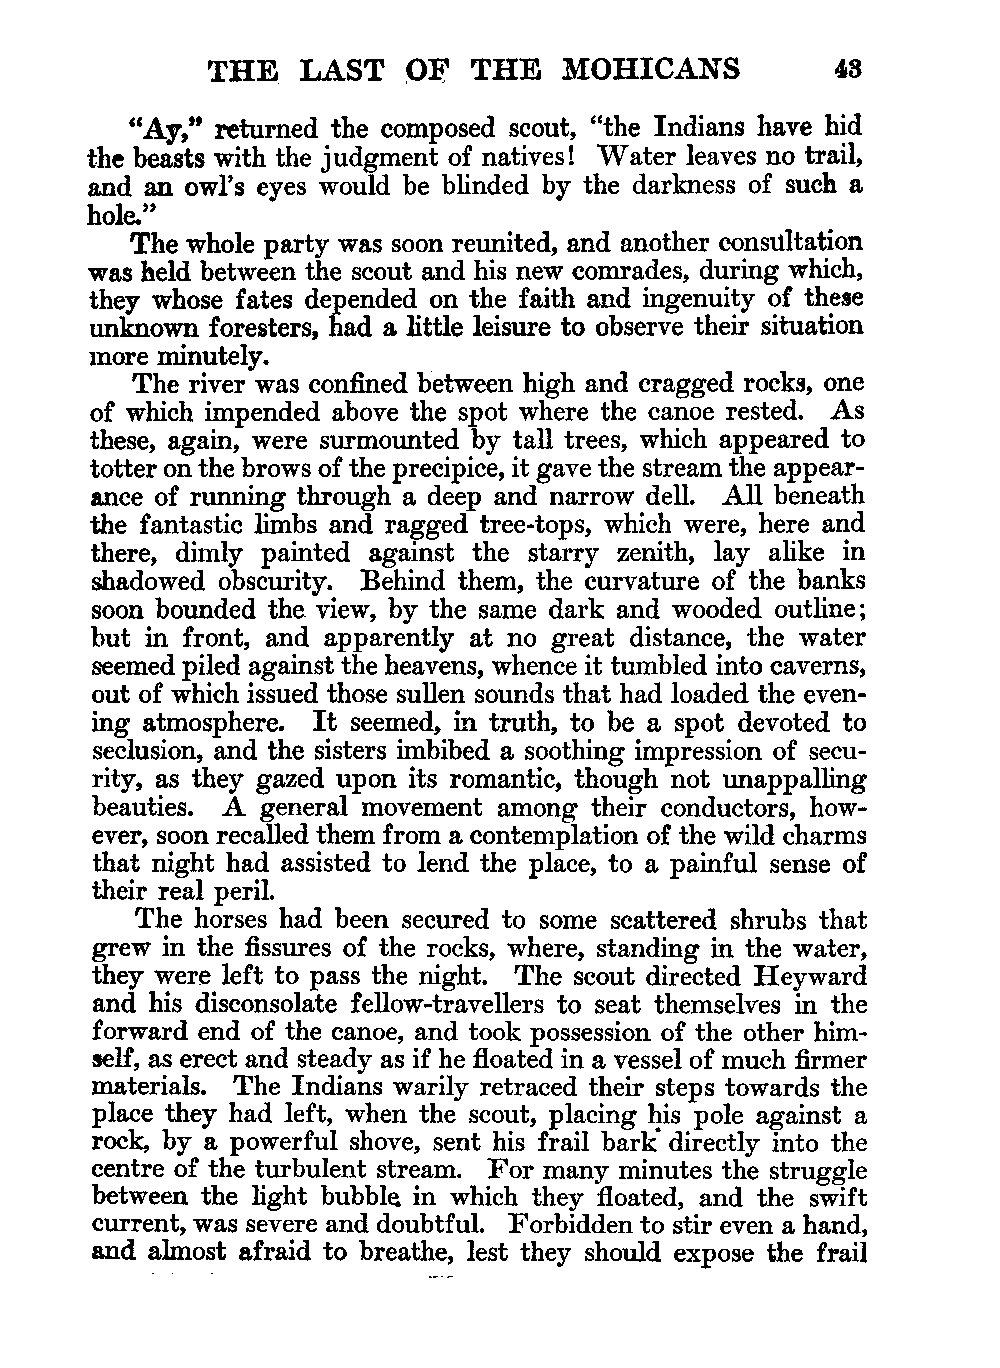 THE LAST OF THE MOHICANS 43
"Ay," returned the composed scout, "the Indians have hid
the beasts with the judgment of natives! Water leaves no trail,
and an owl's eyes would be blinded by the darkness of such a
hole."
The whole party was soon reunited, and another consultation
was held between the scout and his new comrades, during which,
they whose fates depended on the faith and ingenuity of these
unknown foresters, had a little leisure to observe their situation
more minutely.
The river was confined between high and cragged rocks, one
of which impended above the spot where the canoe rested. As
these, again, were surmounted by tall trees, which appeared to
totter on the brows of the precipice, it gave the stream the appear-
ance of running through a deep and narrow dell. All beneath
the fantastic limbs and ragged tree-tops, which were, here and
there, dimly painted against the starry zenith, lay alike in
shadowed obscurity. Behind them, the curvature of the banks
soon bounded the view, by the same dark and wooded outline;
but in front, and apparently at no great distance, the water
seemed piled against the heavens, whence it tumbled into caverns,
out of which issued those sullen sounds that had loaded the even-
ing atmosphere. It seemed, in truth, to be a spot devoted to
seclusion, and the sisters imbibed a soothing impression of secu-
rity, as they gazed upon its romantic, though not unappalling
beauties. A general movement among their conductors, how-
ever, soon recalled them from a contemplation of the wild charms
that night had assisted to lend the place, to a painful sense of
their real peril.
The horses had been secured to some scattered shrubs that
grew in the fissures of the rocks, where, standing in the water,
they were left to pass the night. The scout directed Heyward
and his disconsolate fellow-travellers to seat themselves in the
forward end of the canoe, and took possession of the other him-
self, as erect and steady as if he floated in a vessel of much firmer
materials. The Indians warily retraced their steps towards the
place they had left, when the scout, placing his pole against a
rock, by a powerful shove, sent his frail bark directly into the
centre of the turbulent stream. For many minutes the struggle
between the light bubble in which they floated, and the swift
current, was severe and doubtful. Forbidden to stir even a hand,
and almost afraid to breathe, lest they should expose the frail